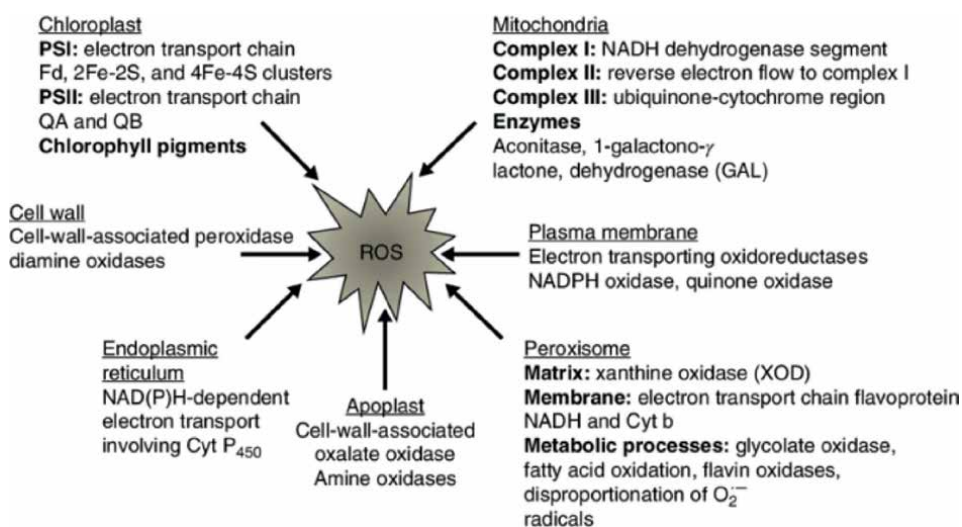 Chloroplast
PSI: electron transport chain
Fd, 2Fe-2S, and 4Fe-4S clusters
PSII: electron transport chain
QA and QB
Chlorophyll pigments
Mitochondria
Complex I: NADH dehydrogenase segment
Complex II: reverse electron flow to complex I
Complex III: ubiquinone-cytochrome region
Enzymes
Aconitase, 1-galactono-γ
lactone, dehydrogenase (GAL)
Cell wall
Cell-wall-associated peroxidase
diamine oxidases
ROS
Plasma membrane
Electron transporting oxidoreductases
NADPH oxidase, quinone oxidase
Endoplasmic
reticulum
NAD(P)H-dependent
electron transport
involving Cyt P450
Apoplast
Cell-wall-associated
oxalate oxidase
Amine oxidases
Peroxisome
Matrix: xanthine oxidase (XOD)
Membrane: electron transport chain flavoprotein
NADH and Cyt b
Metabolic processes: glycolate oxidase,
fatty acid oxidation, flavin oxidases,
disproportionation of O2·−
radicals